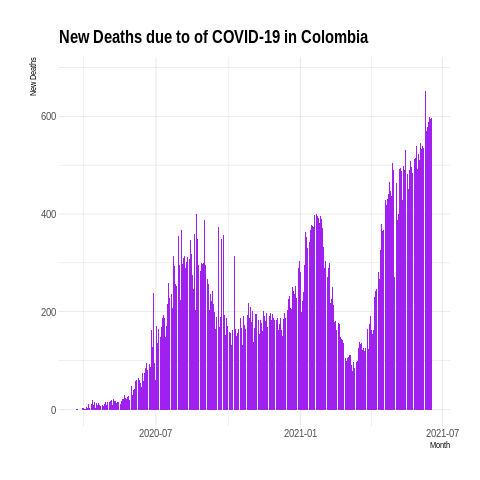 New Deaths due to of COVID-19 in Colombia
New Deaths
600
400
200
0
2020-07
2021-01
2021-07
Month